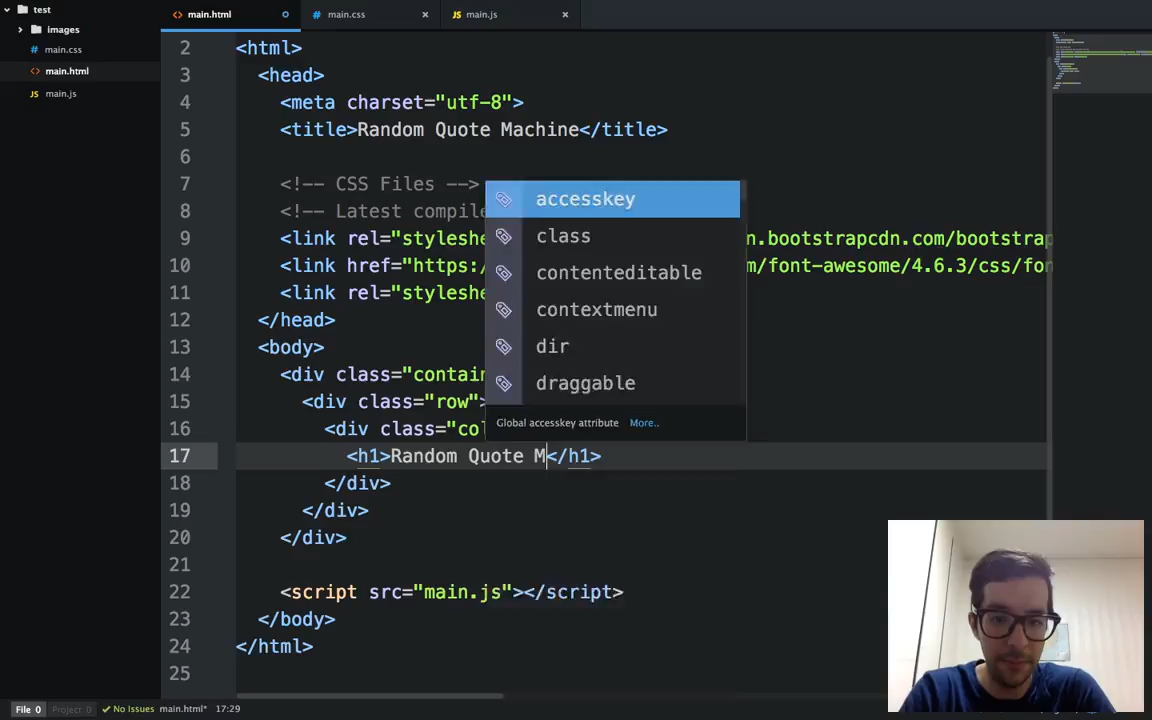 test
images
main.css
main.html
main.js
main.html
main.css
main.js
2 <html>
3 <head>
4 <meta charset="utf-8">
5 <title>Random Quote Machine</title>
6
7 <!-- CSS Files -->
8 <!-- Latest compile
9 <link rel="styleshe n.bootstrapcdn.com/bootstrap
10 <link href="https:/ m/font-awesome/4.6.3/css/fon
11 <link rel="styleshe
12 </head>
13 <body>
14 <div class="contain
15 <div class="row">
16 <div class="col
17 <h1>Random Quote M</h1>
18 </div>
19 </div>
20 </div>
21
22 <script src="main.js"></script>
23 </body>
24 </html>
25
accesskey
class
contenteditable
contextmenu
dir
draggable
Global accesskey attribute More..
File 0 Project 0 No Issues main.html* 17:29